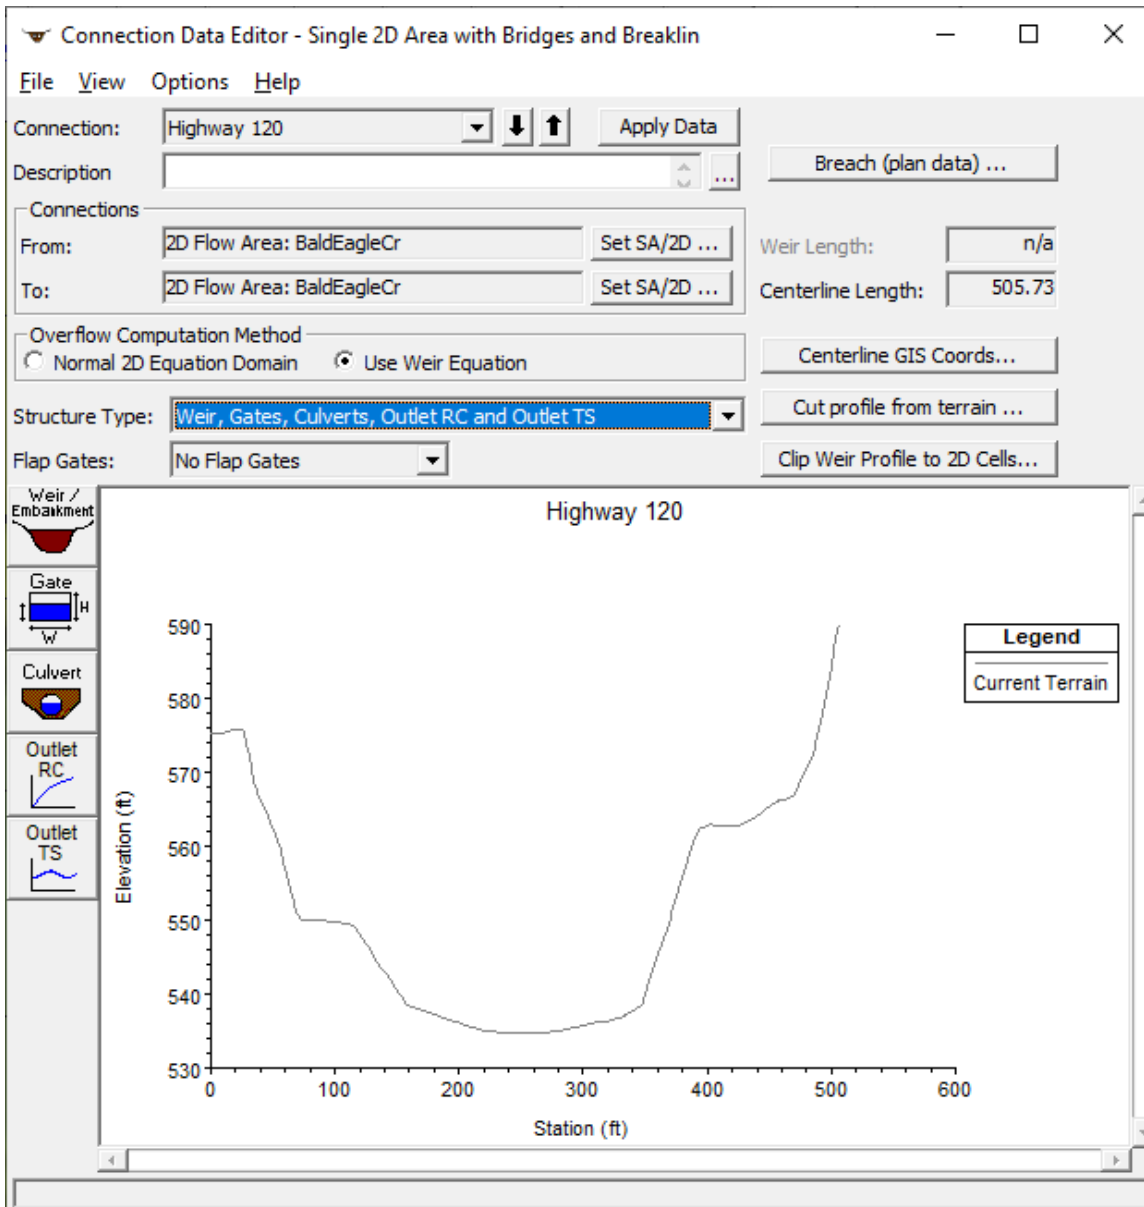 Connection Data Editor - Single 2D Area with Bridges and Breaklin
File View Options Help
Connection: Highway 120 Apply Data
Description ... Breach (plan data) ...
Connections
From: 2D Flow Area: BaldEagleCr Set SA/2D ... Weir Length: n/a
To: 2D Flow Area: BaldEagleCr Set SA/2D ... Centerline Length: 505.73
Overflow Computation Method
Normal 2D Equation Domain Use Weir Equation Centerline GIS Coords...
Structure Type: Weir, Gates, Culverts, Outlet RC and Outlet TS Cut profile from terrain ...
Flap Gates: No Flap Gates Clip Weir Profile to 2D Cells...
Weir /
Embankment
Gate
H
W
Culvert
Outlet
RC
Outlet
TS
Highway 120
590
580
570
560
550
540
530
Elevation (ft)
0 100 200 300 400 500 600
Station (ft)
Legend
Current Terrain